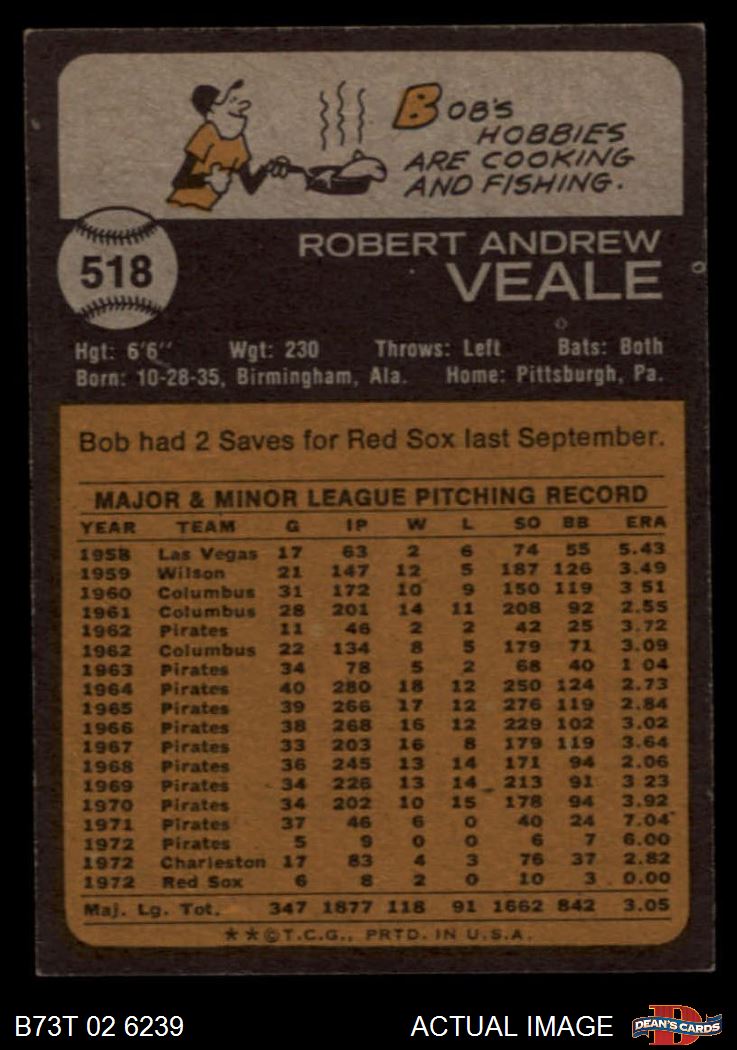 BOB'S
HOBBIES
ARE COOKING
AND FISHING.
518
ROBERT ANDREW
VEALE
Hgt: 6'6" Wgt: 230 Throws: Left Bats: Both
Born: 10-28-35, Birmingham, Ala. Home: Pittsburgh, Pa.
Bob had 2 Saves for Red Sox last September.
MAJOR & MINOR LEAGUE PITCHING RECORD
YEAR TEAM G IP W L SO BB ERA
1958 Las Vegas 17 63 2 6 74 55 5.43
1959 Wilson 21 147 12 5 187 126 3.49
1960 Columbus 31 172 10 9 150 119 3 51
1961 Columbus 28 201 14 11 208 92 2.55
1962 Pirates 11 46 2 2 42 25 3.72
1962 Columbus 22 134 8 5 179 71 3.09
1963 Pirates 34 78 5 2 68 40 1 04
1964 Pirates 40 280 18 12 250 124 2.73
1965 Pirates 39 266 17 12 276 119 2.84
1966 Pirates 38 268 16 12 229 102 3.02
1967 Pirates 33 203 16 8 179 119 3.64
1968 Pirates 36 245 13 14 171 94 2.06
1969 Pirates 34 226 13 14 213 91 3 23
1970 Pirates 34 202 10 15 178 94 3.92
1971 Pirates 37 46 6 0 40 24 7.04
1972 Pirates 5 9 0 0 6 7 6.00
1972 Charleston 17 83 4 3 76 37 2.82
1972 Red Sox 6 8 2 0 10 3 0.00
Maj. Lg. Tot. 347 1877 118 91 1662 842 3.05
★★©T.C.G., PRTD. IN U.S.A.
B73T 02 6239 ACTUAL IMAGE DEAN'S CARDS